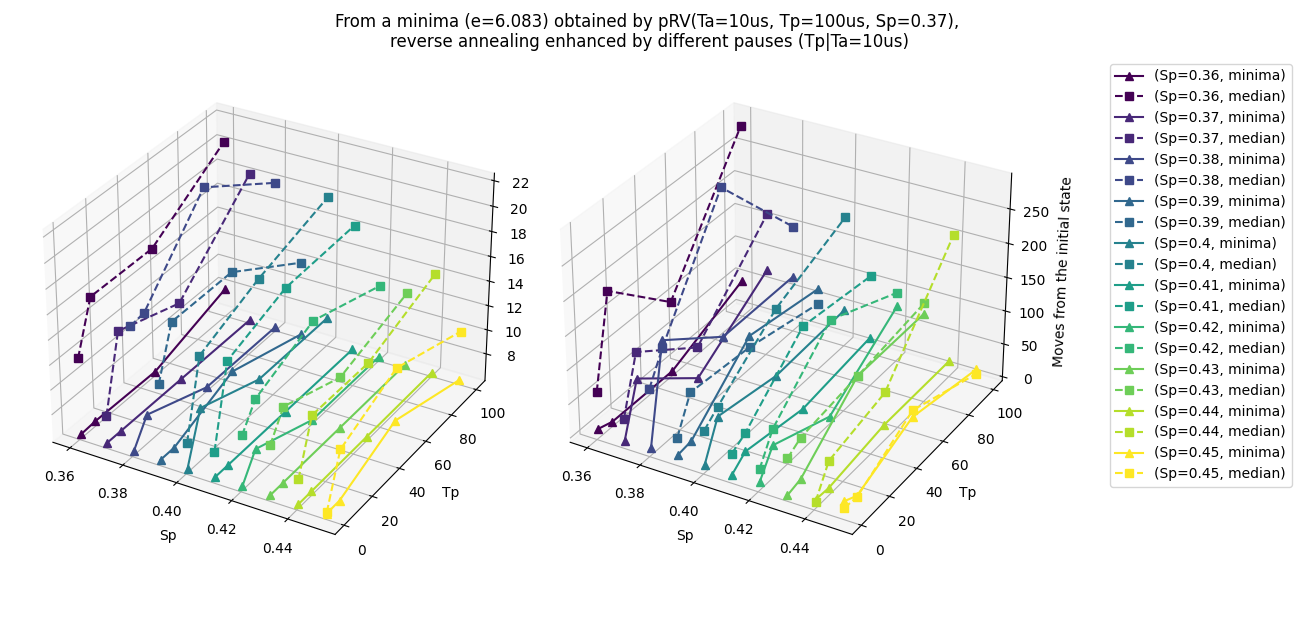 From a minima (e=6.083) obtained by pRV(Ta=10us, Tp=100us, Sp=0.37),
reverse annealing enhanced by different pauses (Tp|Ta=10us)
22
20
18
16
14
12
10
8
100
80
60
40
20
0
Tp
0.36
0.38
0.40
0.42
0.44
Sp
Moves from the initial state
250
200
150
100
50
0
100
80
60
40
20
0
Tp
0.36
0.38
0.40
0.42
0.44
Sp
(Sp=0.36, minima)
(Sp=0.36, median)
(Sp=0.37, minima)
(Sp=0.37, median)
(Sp=0.38, minima)
(Sp=0.38, median)
(Sp=0.39, minima)
(Sp=0.39, median)
(Sp=0.4, minima)
(Sp=0.4, median)
(Sp=0.41, minima)
(Sp=0.41, median)
(Sp=0.42, minima)
(Sp=0.42, median)
(Sp=0.43, minima)
(Sp=0.43, median)
(Sp=0.44, minima)
(Sp=0.44, median)
(Sp=0.45, minima)
(Sp=0.45, median)